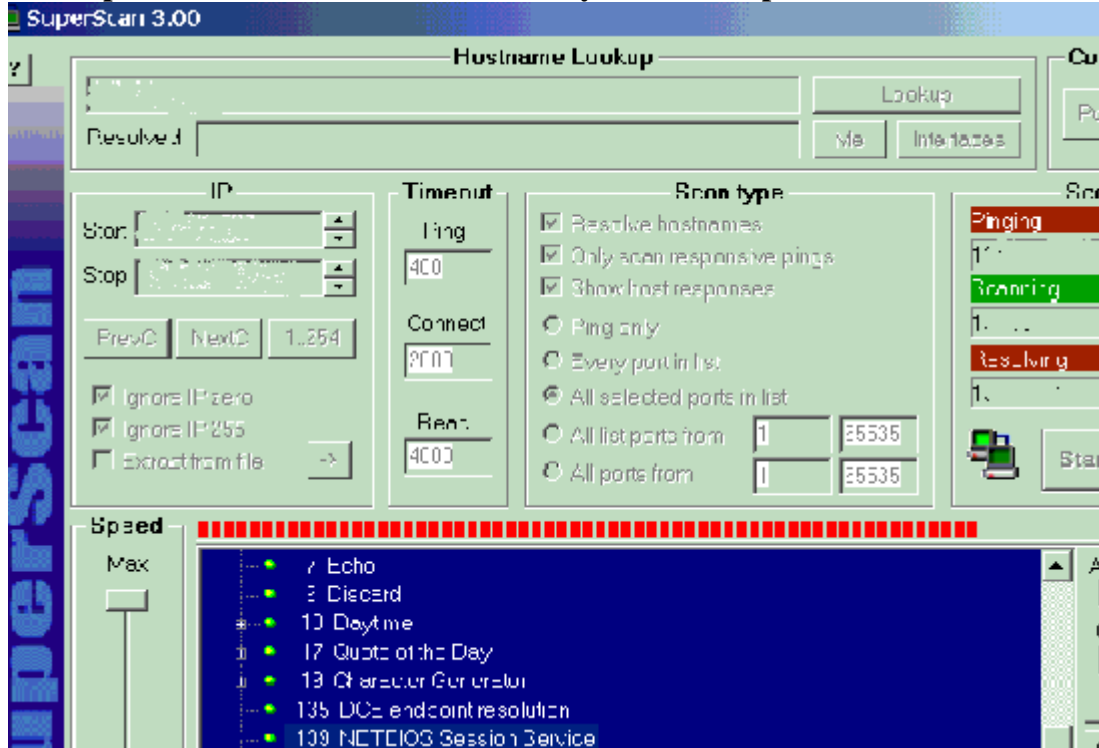 SuperScan 3.00
?
Hostname Lookup
Lookup
Resolved
Me
Interfaces
IP
Start
Stop
PrevC
NextC
1..254
Ignore IP zero
Ignore IP 255
Extract from file
->
Timeout
Ping
400
Connect
2000
Read
4000
Scan type
Resolve hostnames
Only scan responsive pings
Show host responses
Ping only
Every port in list
All selected ports in list
All list ports from 1 65535
All ports from 1 65535
Pinging
Scanning
Resolving
Speed
Max
7 Echo
9 Discard
13 Daytime
17 Quote of the Day
19 Character Generator
135 DCE endpoint resolution
139 NETBIOS Session Service